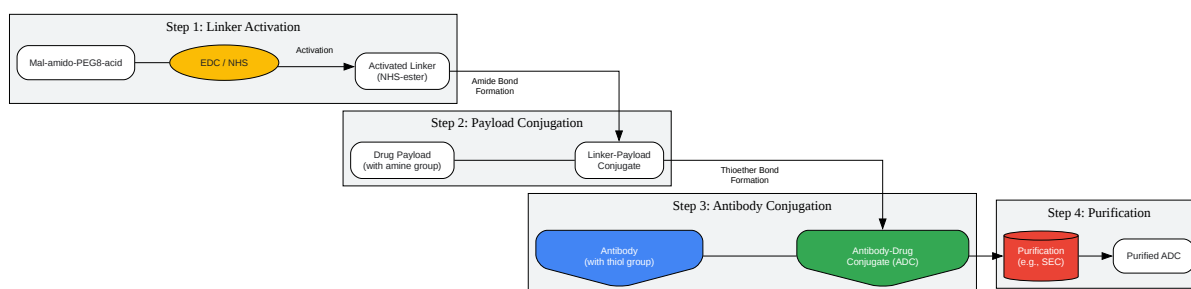 Step 1: Linker Activation
Mal-amido-PEG8-acid
EDC / NHS
Activation
Activated Linker
(NHS-ester)
Amide Bond
Formation
Step 2: Payload Conjugation
Drug Payload
(with amine group)
Linker-Payload
Conjugate
Thioether Bond
Formation
Step 3: Antibody Conjugation
Antibody
(with thiol group)
Antibody-Drug
Conjugate (ADC)
Step 4: Purification
Purification
(e.g., SEC)
Purified ADC